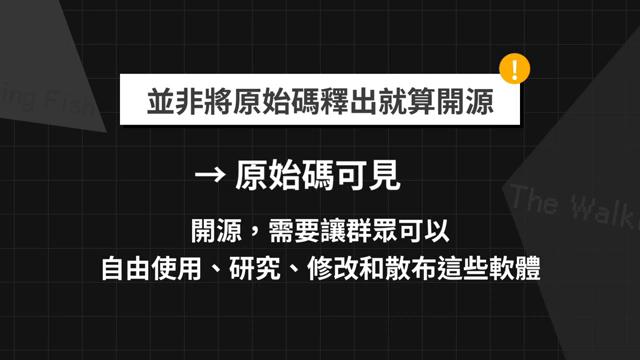 並非將原始碼釋出就算開源
!
→ 原始碼可見
開源，需要讓群眾可以
自由使用、研究、修改和散布這些軟體
ing Fish
The Walki